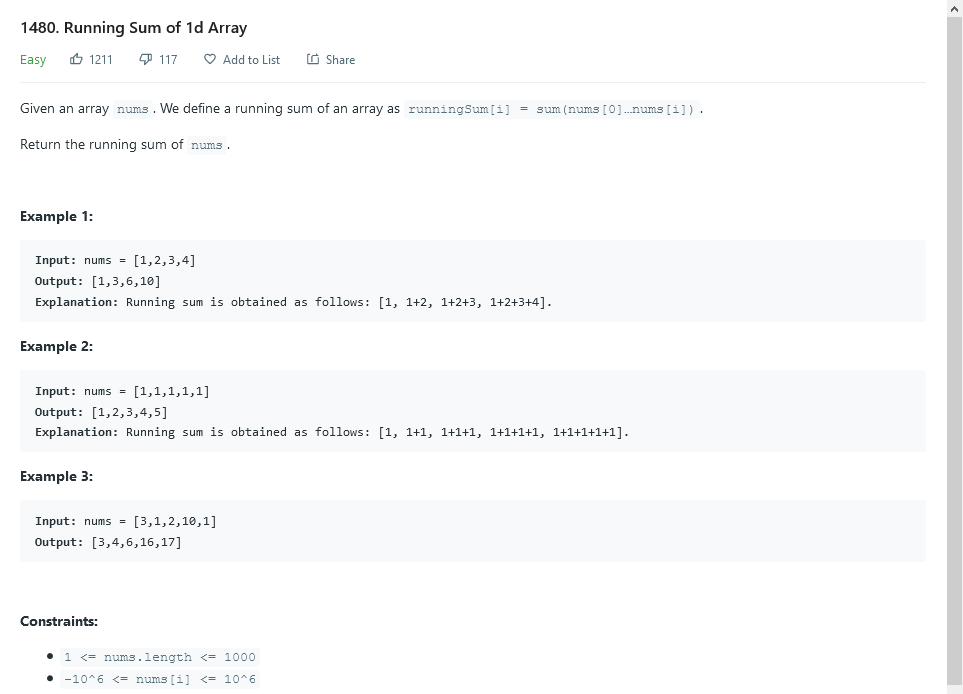 1480. Running Sum of 1d Array
Easy 1211 117 Add to List Share
Given an array nums. We define a running sum of an array as runningSum[i] = sum(nums[0]…nums[i]).
Return the running sum of nums.
Example 1:
Input: nums = [1,2,3,4]
Output: [1,3,6,10]
Explanation: Running sum is obtained as follows: [1, 1+2, 1+2+3, 1+2+3+4].
Example 2:
Input: nums = [1,1,1,1,1]
Output: [1,2,3,4,5]
Explanation: Running sum is obtained as follows: [1, 1+1, 1+1+1, 1+1+1+1, 1+1+1+1+1].
Example 3:
Input: nums = [3,1,2,10,1]
Output: [3,4,6,16,17]
Constraints:
• 1 <= nums.length <= 1000
• -10^6 <= nums[i] <= 10^6